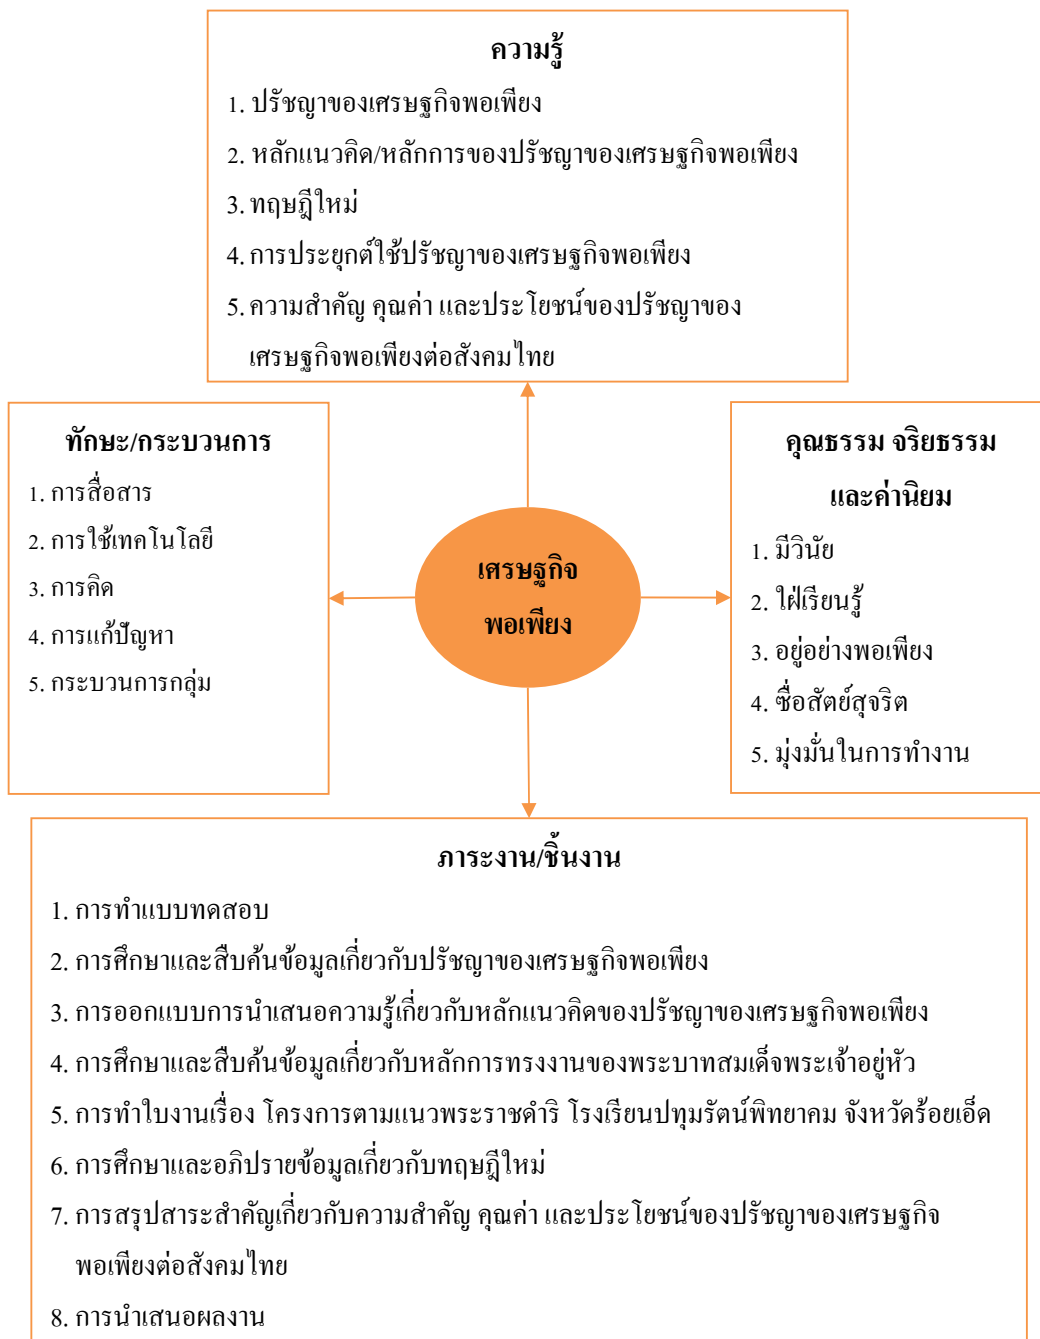 ความรู้
1. ปรัชญาของเศรษฐกิจพอเพียง
2. หลักแนวคิด/หลักการของปรัชญาของเศรษฐกิจพอเพียง
3. ทฤษฎีใหม่
4. การประยุกต์ใช้ปรัชญาของเศรษฐกิจพอเพียง
5. ความสำคัญ คุณค่า และประโยชน์ของปรัชญาของ
เศรษฐกิจพอเพียงต่อสังคมไทย
ทักษะ/กระบวนการ
1. การสื่อสาร
2. การใช้เทคโนโลยี
3. การคิด
4. การแก้ปัญหา
5. กระบวนการกลุ่ม
เศรษฐกิจ
พอเพียง
คุณธรรม จริยธรรม
และค่านิยม
1. มีวินัย
2. ใฝ่เรียนรู้
3. อยู่อย่างพอเพียง
4. ซื่อสัตย์สุจริต
5. มุ่งมั่นในการทำงาน
ภาระงาน/ชิ้นงาน
1. การทำแบบทดสอบ
2. การศึกษาและสืบค้นข้อมูลเกี่ยวกับปรัชญาของเศรษฐกิจพอเพียง
3. การออกแบบการนำเสนอความรู้เกี่ยวกับหลักแนวคิดของปรัชญาของเศรษฐกิจพอเพียง
4. การศึกษาและสืบค้นข้อมูลเกี่ยวกับหลักการทรงงานของพระบาทสมเด็จพระเจ้าอยู่หัว
5. การทำใบงานเรื่อง โครงการตามแนวพระราชดำริ โรงเรียนปทุมรัตน์พิทยาคม จังหวัดร้อยเอ็ด
6. การศึกษาและอภิปรายข้อมูลเกี่ยวกับทฤษฎีใหม่
7. การสรุปสาระสำคัญเกี่ยวกับความสำคัญ คุณค่า และประโยชน์ของปรัชญาของเศรษฐกิจ
พอเพียงต่อสังคมไทย
8. การนำเสนอผลงาน